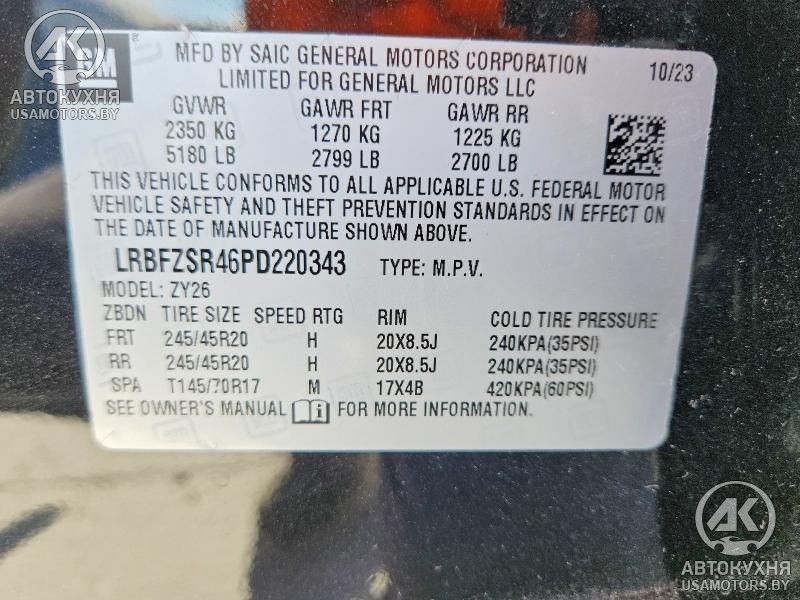 AK
АВТОКУХНЯ
USAMOTORS.BY
GM
MFD BY SAIC GENERAL MOTORS CORPORATION
LIMITED FOR GENERAL MOTORS LLC
10/23
GVWR GAWR FRT GAWR RR
2350 KG 1270 KG 1225 KG
5180 LB 2799 LB 2700 LB
THIS VEHICLE CONFORMS TO ALL APPLICABLE U.S. FEDERAL MOTOR
VEHICLE SAFETY AND THEFT PREVENTION STANDARDS IN EFFECT ON
THE DATE OF MANUFACTURE SHOWN ABOVE.
LRBFZSR46PD220343 TYPE: M.P.V.
MODEL: ZY26
ZBDN TIRE SIZE SPEED RTG RIM COLD TIRE PRESSURE
FRT 245/45R20 H 20X8.5J 240KPA(35PSI)
RR 245/45R20 H 20X8.5J 240KPA(35PSI)
SPA T145/70R17 M 17X4B 420KPA(60PSI)
SEE OWNER'S MANUAL i FOR MORE INFORMATION.
AK
АВТОКУХНЯ
USAMOTORS.BY